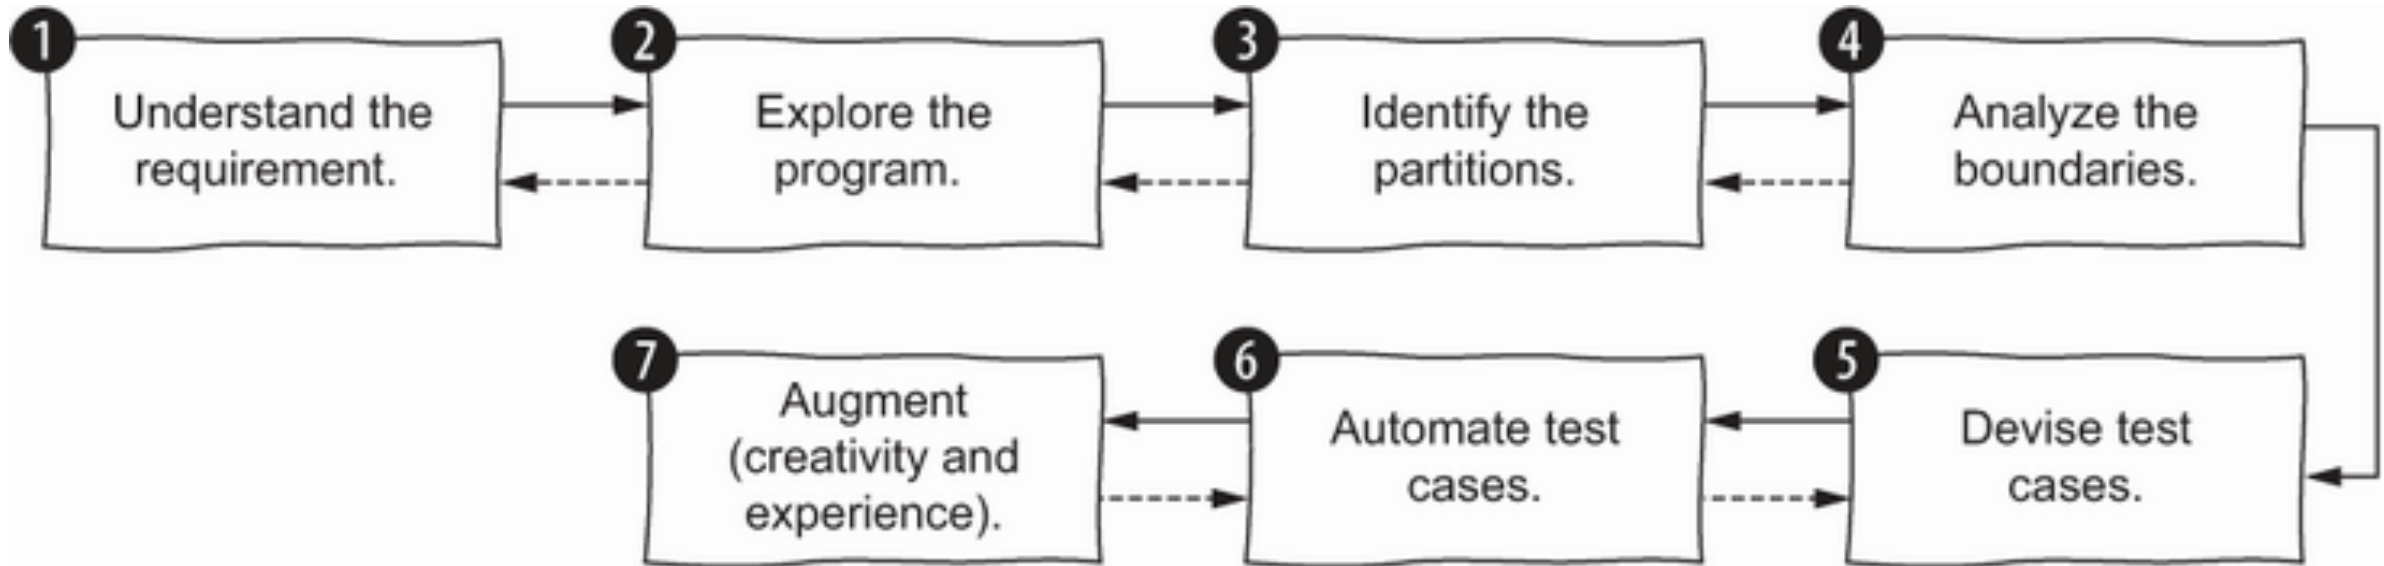 1
Understand the
requirement.
2
Explore the
program.
3
Identify the
partitions.
4
Analyze the
boundaries.
5
Devise test
cases.
6
Automate test
cases.
7
Augment
(creativity and
experience).